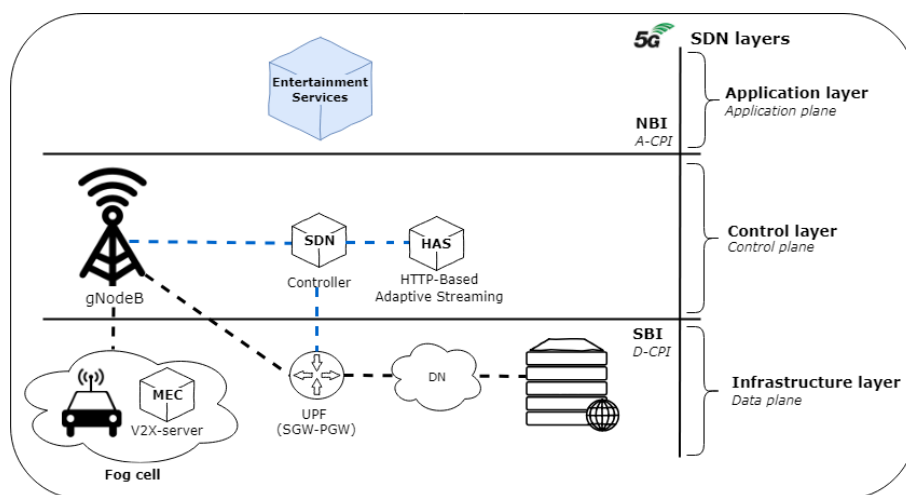 5G
SDN layers
Entertainment
Services
Application layer
Application plane
NBI
A-CPI
SDN
HAS
Controller
HTTP-Based
Adaptive Streaming
gNodeB
Control layer
Control plane
SBI
D-CPI
MEC
V2X-server
UPF
(SGW-PGW)
DN
Infrastructure layer
Data plane
Fog cell